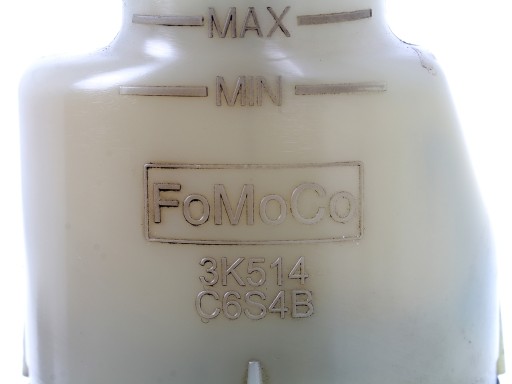 MAX
MIN
FoMoCo
3K514
C6S4B